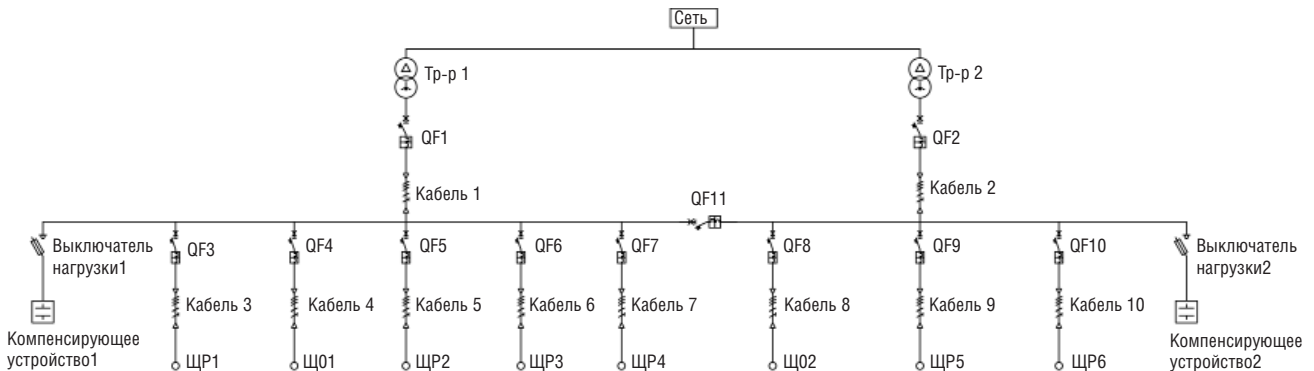 Сеть
Тр-р 1
Тр-р 2
QF1
QF2
Кабель 1
Кабель 2
QF11
Выключатель
нагрузки1
QF3
QF4
QF5
QF6
QF7
QF8
QF9
QF10
Выключатель
нагрузки2
Кабель 3
Кабель 4
Кабель 5
Кабель 6
Кабель 7
Кабель 8
Кабель 9
Кабель 10
Компенсирующее
устройство1
ЩР1
Щ01
ЩР2
ЩР3
ЩР4
Щ02
ЩР5
ЩР6
Компенсирующее
устройство2